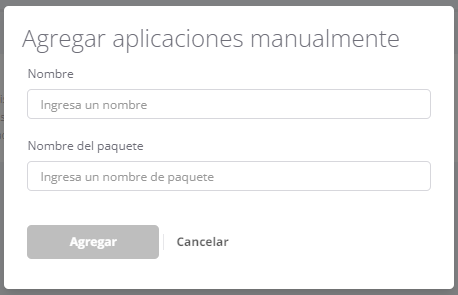 Agregar aplicaciones manualmente
Nombre
Ingresa un nombre
Nombre del paquete
Ingresa un nombre de paquete
Agregar
Cancelar